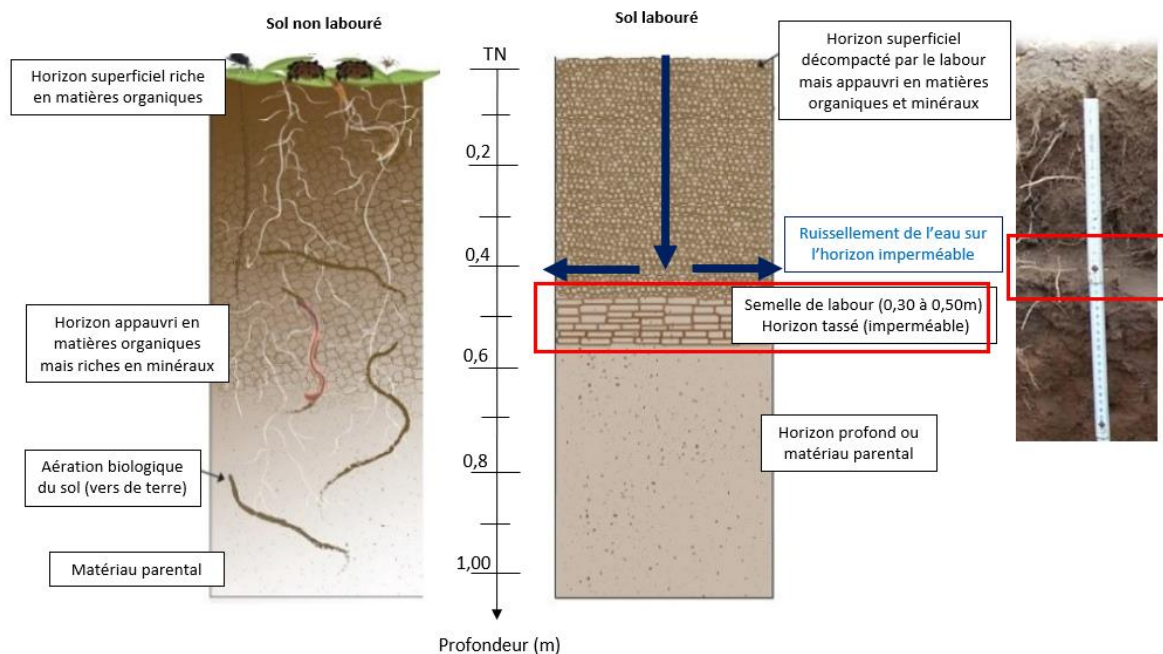 Sol non labouré
Sol labouré
TN
Horizon superficiel riche
en matières organiques
Horizon superficiel
décompacté par le labour
mais appauvri en matières
organiques et minéraux
0,2
Ruissellement de l'eau sur
l'horizon imperméable
0,4
Semelle de labour (0,30 à 0,50m)
Horizon tassé (imperméable)
Horizon appauvri en
matières organiques
mais riches en minéraux
0,6
Horizon profond ou
matériau parental
Aération biologique
du sol (vers de terre)
0,8
Matériau parental
1,00
Profondeur (m)